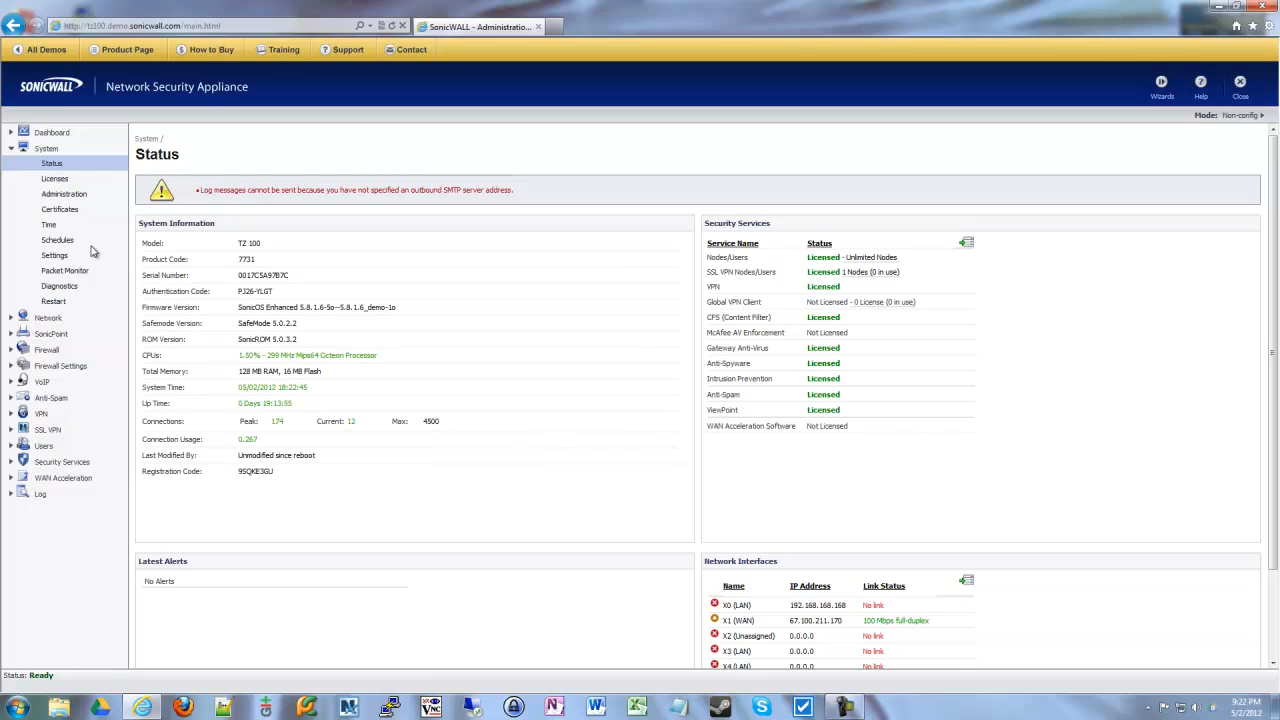 http://tz100.demo.sonicwall.com/main.html
SonicWALL - Administratio...
All Demos
Product Page
How to Buy
Training
Support
Contact
SONICWALL
Network Security Appliance
Wizards
Help
Close
Mode: Non-config
Dashboard
System
Status
Licenses
Administration
Certificates
Time
Schedules
Settings
Packet Monitor
Diagnostics
Restart
Network
SonicPoint
Firewall
Firewall Settings
VoIP
Anti-Spam
VPN
SSL VPN
Users
Security Services
WAN Acceleration
Log
System /
Status
Log messages cannot be sent because you have not specified an outbound SMTP server address.
System Information
Model: TZ 100
Product Code: 7731
Serial Number: 0017C5A97B7C
Authentication Code: PJ26-YLGT
Firmware Version: SonicOS Enhanced 5.8.1.6-5o--5.8.1.6_demo-1o
Safemode Version: SafeMode 5.0.2.2
ROM Version: SonicROM 5.0.3.2
CPUs: 1.50% - 299 MHz Mips64 Octeon Processor
Total Memory: 128 MB RAM, 16 MB Flash
System Time: 05/02/2012 18:22:45
Up Time: 0 Days 19:13:55
Connections: Peak: 174 Current: 12 Max: 4500
Connection Usage: 0.267
Last Modified By: Unmodified since reboot
Registration Code: 9SQKE3GU
Security Services
Service Name Status
Nodes/Users Licensed - Unlimited Nodes
SSL VPN Nodes/Users Licensed 1 Nodes (0 in use)
VPN Licensed
Global VPN Client Not Licensed - 0 License (0 in use)
CFS (Content Filter) Licensed
McAfee AV Enforcement Not Licensed
Gateway Anti-Virus Licensed
Anti-Spyware Licensed
Intrusion Prevention Licensed
Anti-Spam Licensed
ViewPoint Licensed
WAN Acceleration Software Not Licensed
Latest Alerts
No Alerts
Network Interfaces
Name IP Address Link Status
X0 (LAN) 192.168.168.168 No link
X1 (WAN) 67.100.211.170 100 Mbps full-duplex
X2 (Unassigned) 0.0.0.0 No link
X3 (LAN) 0.0.0.0 No link
X4 (LAN) 0.0.0.0 No link
Status: Ready
9:22 PM
5/2/2012